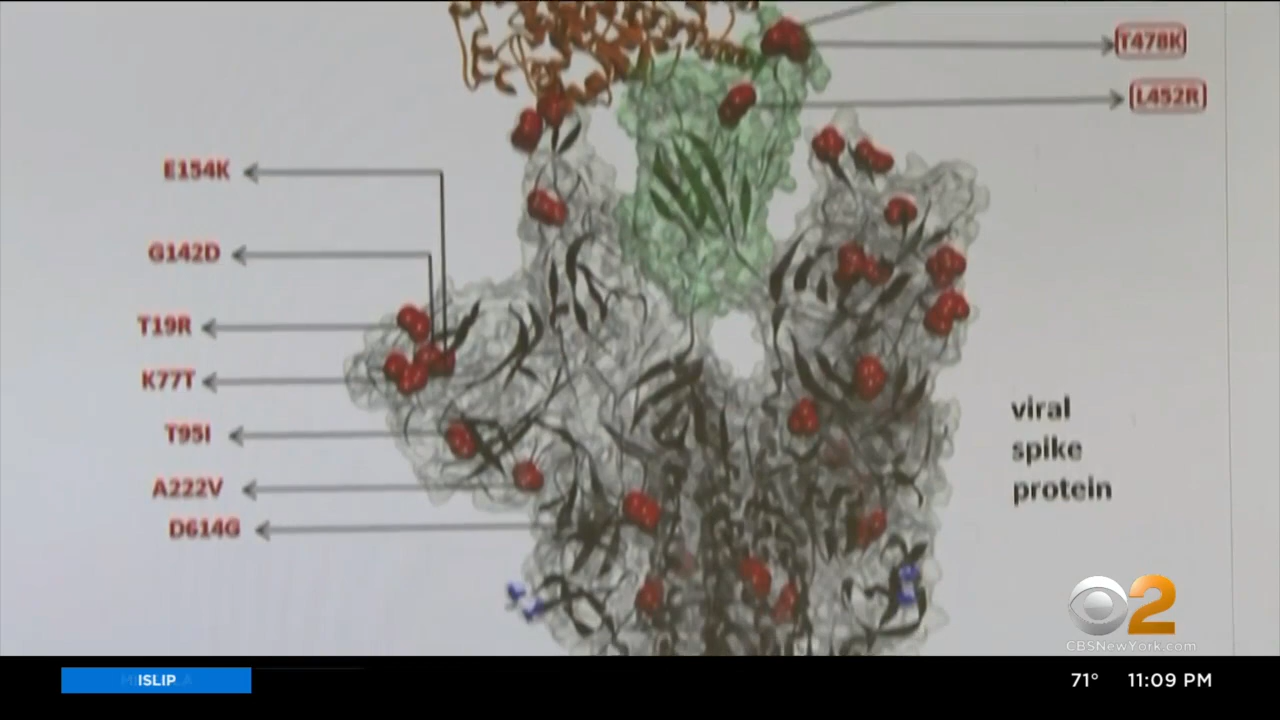 T478K
L452R
E154K
G142D
T19R
K77T
T95I
A222V
D614G
viral
spike
protein
2
CBSNewYork.com
ISLIP
71° 11:09 PM